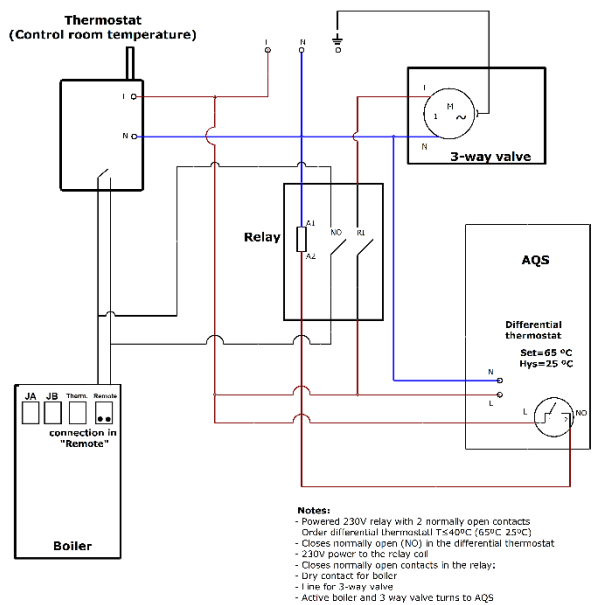 Thermostat
(Control room temperature)
I
N
I
N
I
M
1
N
3-way valve
Relay
A1
A2
NO
R1
AQS
Differential
thermostat
Set=65 ºC
Hys=25 ºC
N
L
L
NO
JA
JB
Therm.
Remote
connection in
"Remote"
Boiler
Notes:
- Powered 230V relay with 2 normally open contacts
Order differential thermostatll T≤40ºC (65ºC 25ºC)
- Closes normally open (NO) in the differential thermostat
- 230V power to the relay coil
- Closes normally open contacts in the relay:
- Dry contact for boiler
- Line for 3-way valve
- Active boiler and 3 way valve turns to AQS